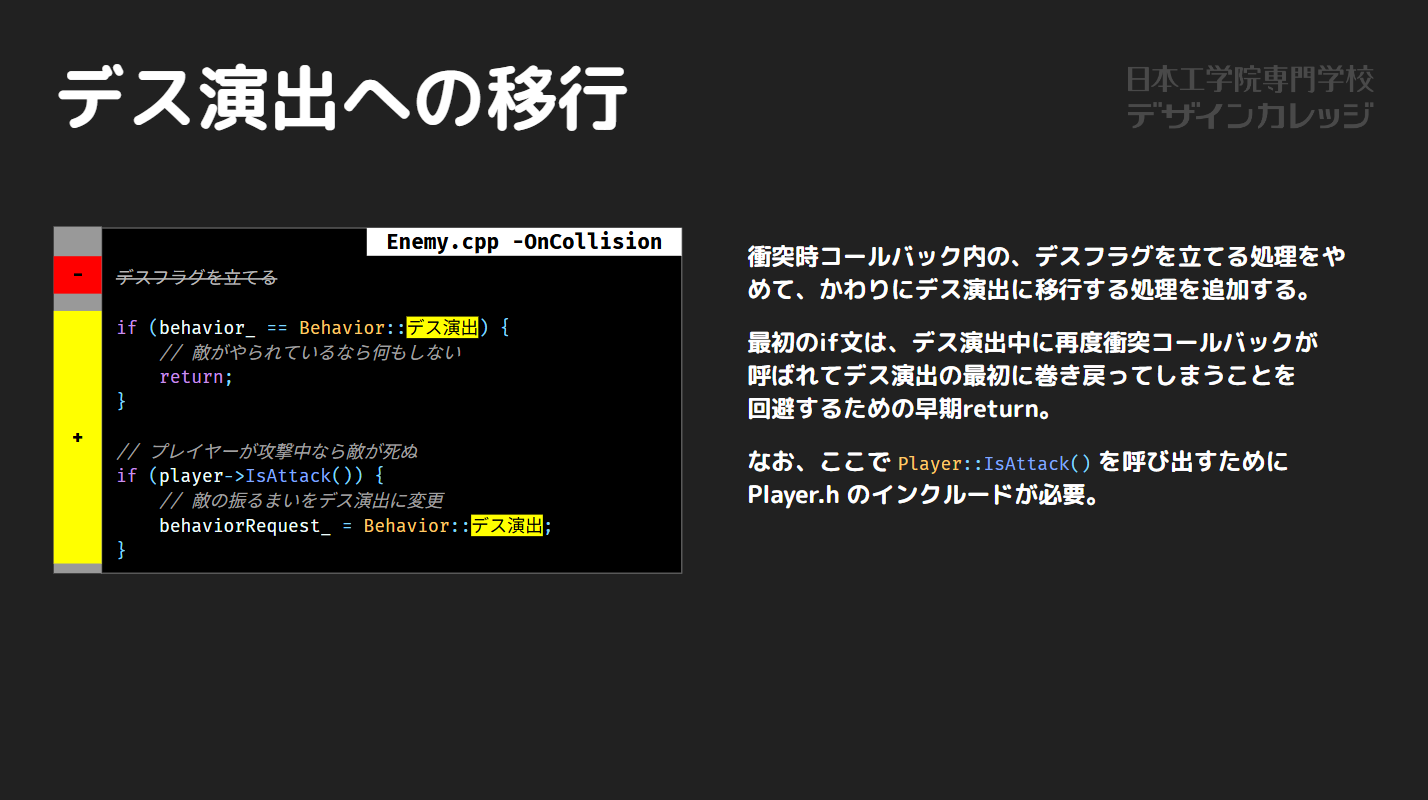 デス演出への移行
日本工学院専門学校
デザインカレッジ
Enemy.cpp -OnCollision
-
デスフラグを立てる
if (behavior_ == Behavior::デス演出) {
// 敵がやられているなら何もしない
return;
}
+
// プレイヤーが攻撃中なら敵が死ぬ
if (player->IsAttack()) {
// 敵の振るまいをデス演出に変更
behaviorRequest_ = Behavior::デス演出;
}
衝突時コールバック内の、デスフラグを立てる処理をや
めて、かわりにデス演出に移行する処理を追加する。
最初のif文は、デス演出中に再度衝突コールバックが
呼ばれてデス演出の最初に巻き戻ってしまうことを
回避するための早期return。
なお、ここで Player::IsAttack() を呼び出すために
Player.h のインクルードが必要。